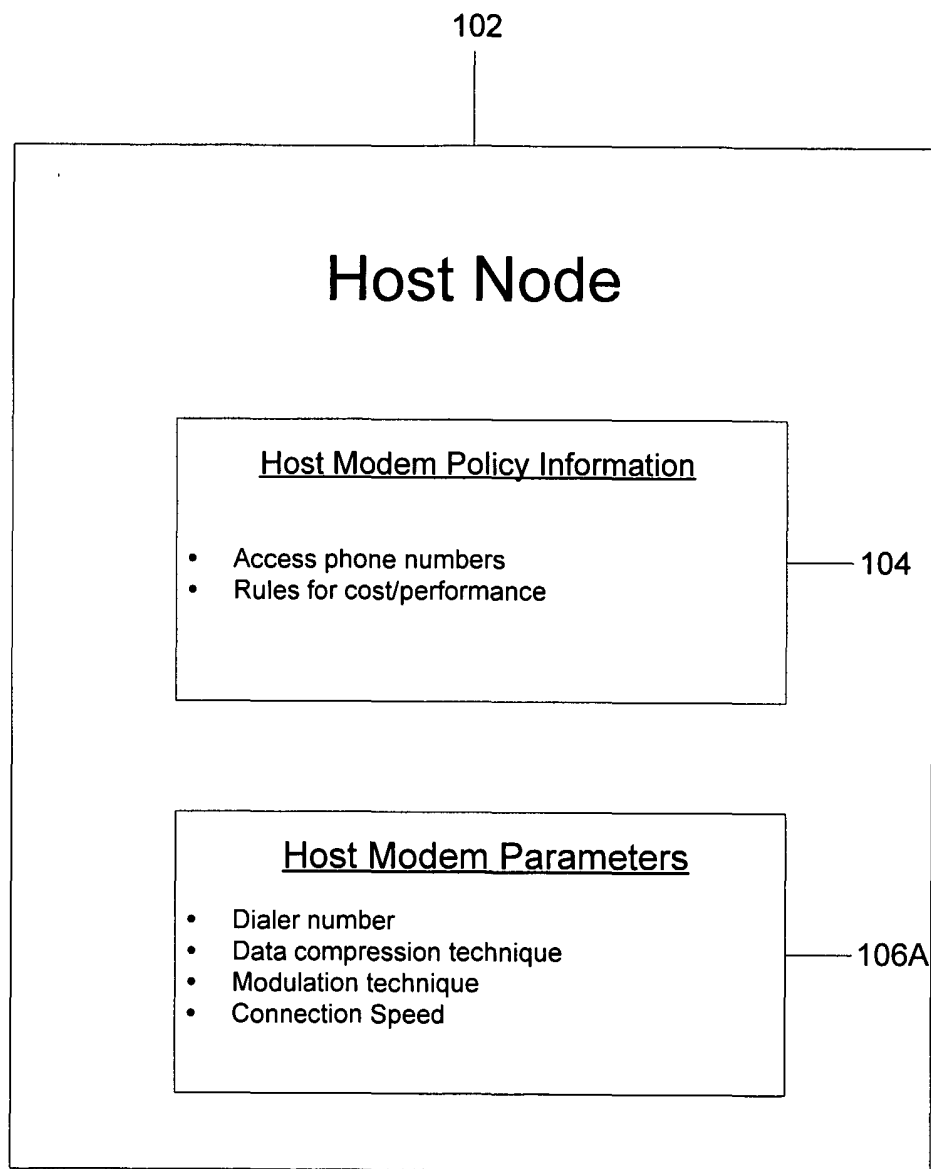 102
Host Node
Host Modem Policy Information
• Access phone numbers
• Rules for cost/performance
104
Host Modem Parameters
• Dialer number
• Data compression technique
• Modulation technique
• Connection Speed
106A